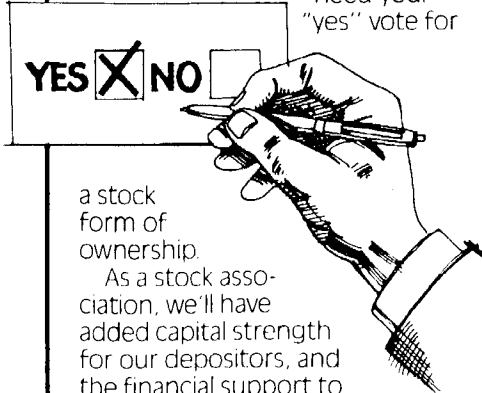 need your
"yes" vote for
YES X NO
a stock
form of
ownership.
As a stock asso-
ciation, we'll have
added capital strength
for our depositors, and
the financial support to